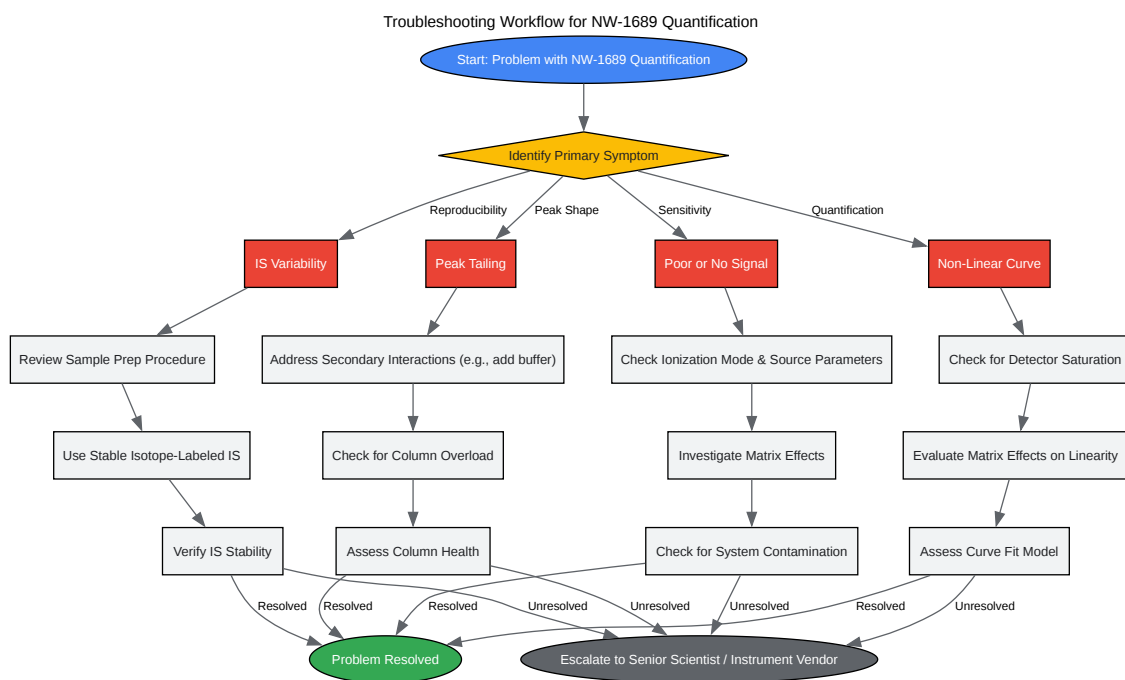 Troubleshooting Workflow for NW-1689 Quantification
Start: Problem with NW-1689 Quantification
Identify Primary Symptom
Reproducibility
Peak Shape
Sensitivity
Quantification
IS Variability
Peak Tailing
Poor or No Signal
Non-Linear Curve
Review Sample Prep Procedure
Address Secondary Interactions (e.g., add buffer)
Check Ionization Mode & Source Parameters
Check for Detector Saturation
Use Stable Isotope-Labeled IS
Check for Column Overload
Investigate Matrix Effects
Evaluate Matrix Effects on Linearity
Verify IS Stability
Assess Column Health
Check for System Contamination
Assess Curve Fit Model
Resolved
Resolved
Resolved
Unresolved
Unresolved
Unresolved
Resolved
Unresolved
Problem Resolved
Escalate to Senior Scientist / Instrument Vendor